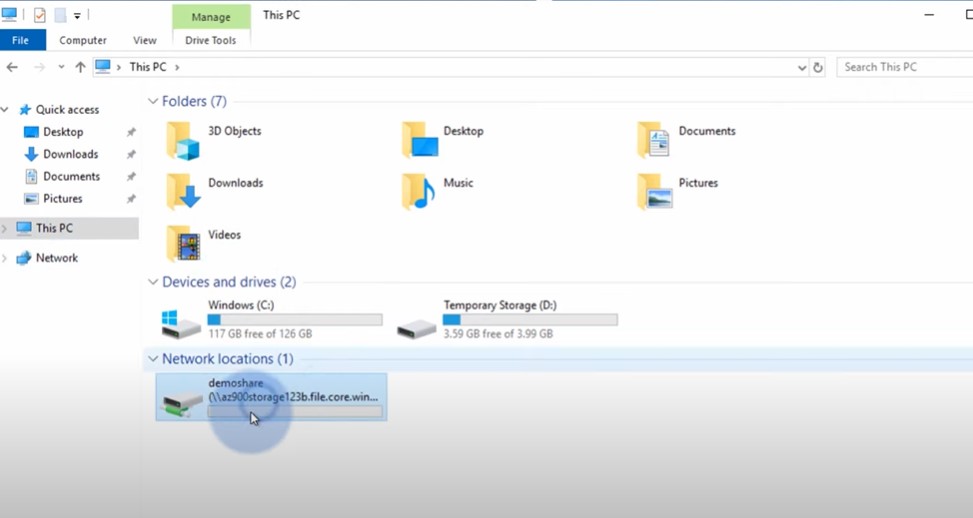 Manage
This PC
File
Computer
View
Drive Tools
This PC
Search This PC
Quick access
Desktop
Downloads
Documents
Pictures
This PC
Network
Folders (7)
3D Objects
Desktop
Documents
Downloads
Music
Pictures
Videos
Devices and drives (2)
Windows (C:)
117 GB free of 126 GB
Temporary Storage (D:)
3.59 GB free of 3.99 GB
Network locations (1)
demoshare
(\\az900storage123b.file.core.win...